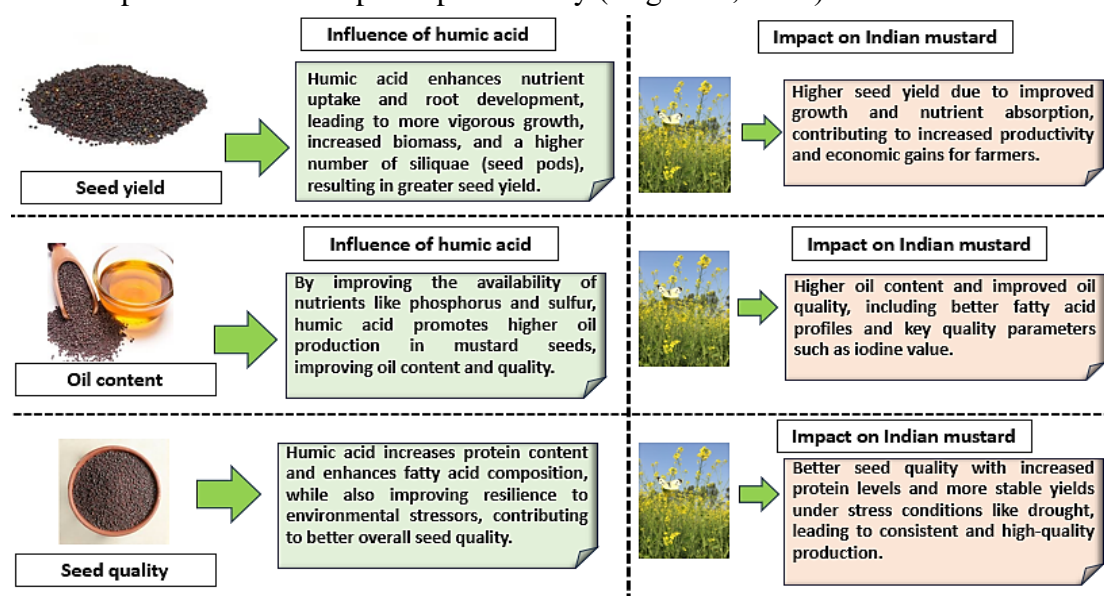 Influence of humic acid
Humic acid enhances nutrient
uptake and root development,
leading to more vigorous growth,
increased biomass, and a higher
number of siliquae (seed pods),
resulting in greater seed yield.
Seed yield
Impact on Indian mustard
Higher seed yield due to improved
growth and nutrient absorption,
contributing to increased productivity
and economic gains for farmers.
Influence of humic acid
By improving the availability of
nutrients like phosphorus and sulfur,
humic acid promotes higher oil
production in mustard seeds,
improving oil content and quality.
Oil content
Impact on Indian mustard
Higher oil content and improved oil
quality, including better fatty acid
profiles and key quality parameters
such as iodine value.
Humic acid increases protein content
and enhances fatty acid composition,
while also improving resilience to
environmental stressors, contributing
to better overall seed quality.
Seed quality
Impact on Indian mustard
Better seed quality with increased
protein levels and more stable yields
under stress conditions like drought,
leading to consistent and high-quality
production.